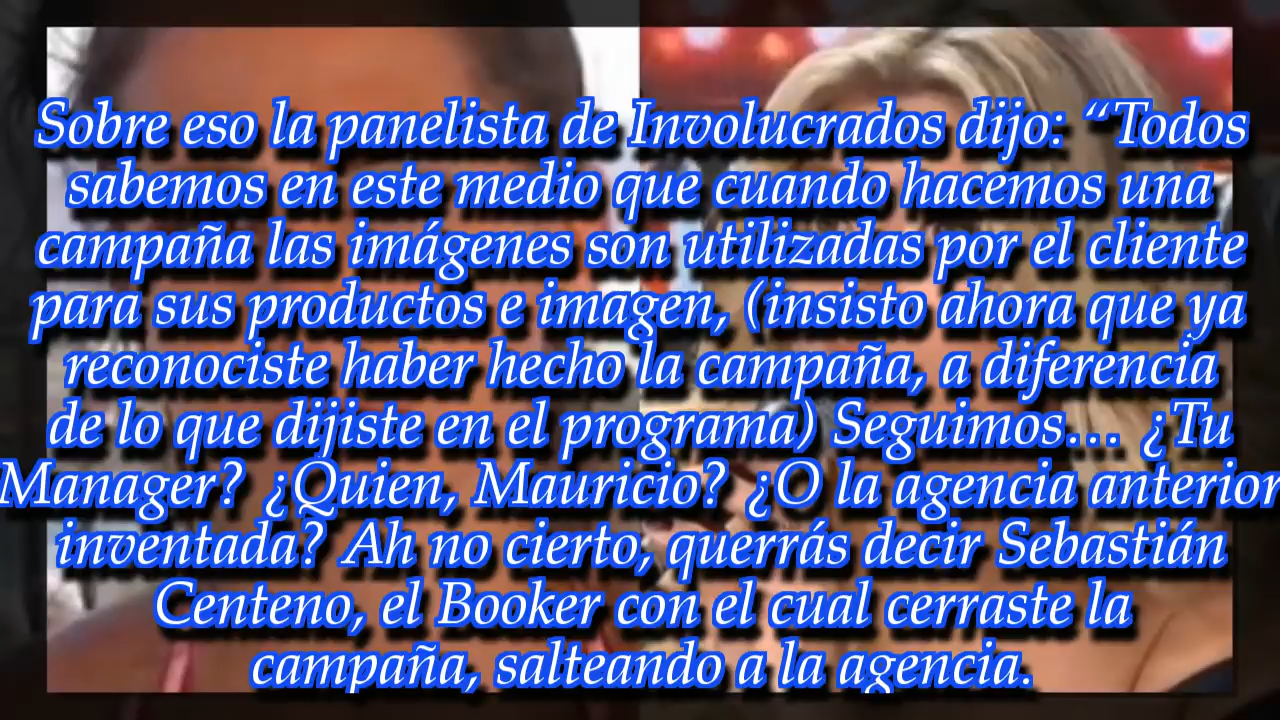 Sobre eso la panelista de Involucrados dijo: “Todos
sabemos en este medio que cuando hacemos una
campaña las imágenes son utilizadas por el cliente
para sus productos e imagen, (insisto ahora que ya
reconociste haber hecho la campaña, a diferencia
de lo que dijiste en el programa) Seguimos... ¿Tu
Manager? ¿Quien, Mauricio? ¿O la agencia anterior
inventada? Ah no cierto, querrás decir Sebastián
Centeno, el Booker con el cual cerraste la
campaña, salteando a la agencia.